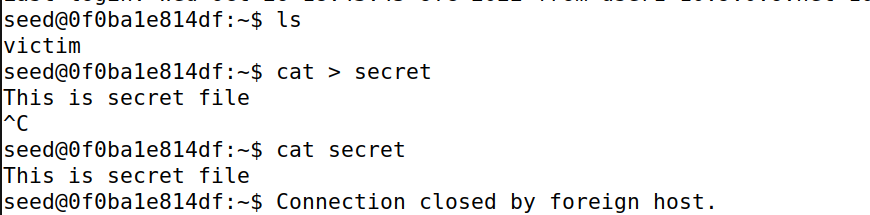 seed@0f0ba1e814df:~$ ls
victim
seed@0f0ba1e814df:~$ cat > secret
This is secret file
^C
seed@0f0ba1e814df:~$ cat secret
This is secret file
seed@0f0ba1e814df:~$ Connection closed by foreign host.